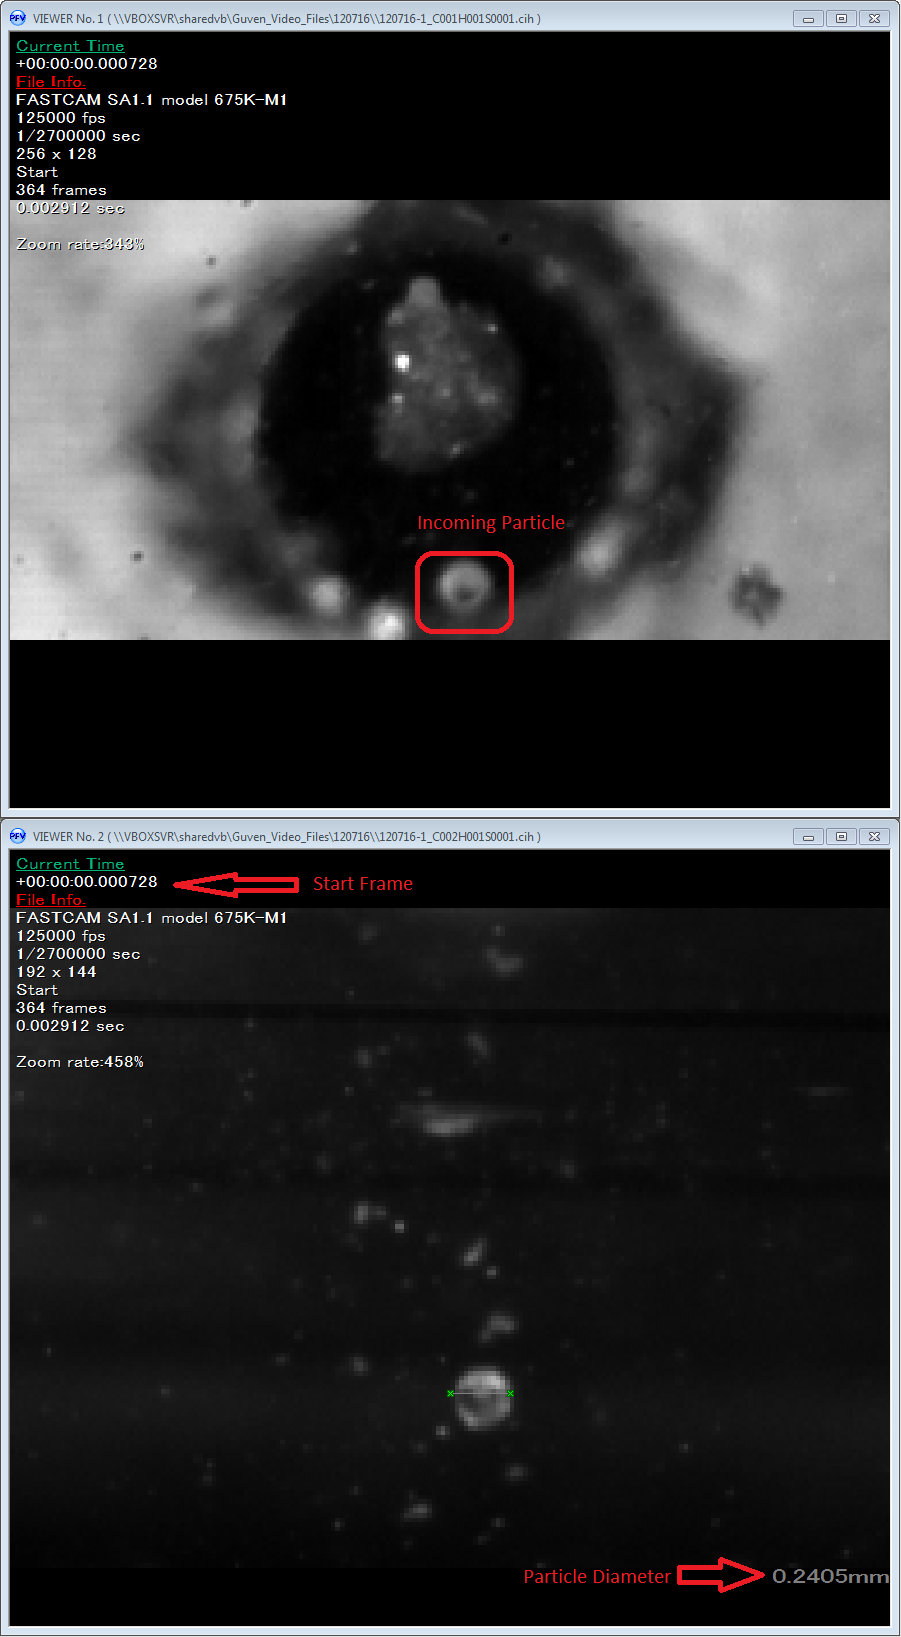 PFV VIEWER No. 1 ( \\VBOXSVR\sharedvb\Guven_Video_Files\120716\\120716-1_C001H001S0001.cih )
Current Time
+00:00:00.000728
File Info.
FASTCAM SA1.1 model 675K-M1
125000 fps
1/2700000 sec
256 x 128
Start
364 frames
0.002912 sec
Zoom rate:343%
Incoming Particle
PFV VIEWER No. 2 ( \\VBOXSVR\sharedvb\Guven_Video_Files\120716\\120716-1_C002H001S0001.cih )
Current Time
+00:00:00.000728
Start Frame
File Info.
FASTCAM SA1.1 model 675K-M1
125000 fps
1/2700000 sec
192 x 144
Start
364 frames
0.002912 sec
Zoom rate:458%
Particle Diameter
0.2405mm